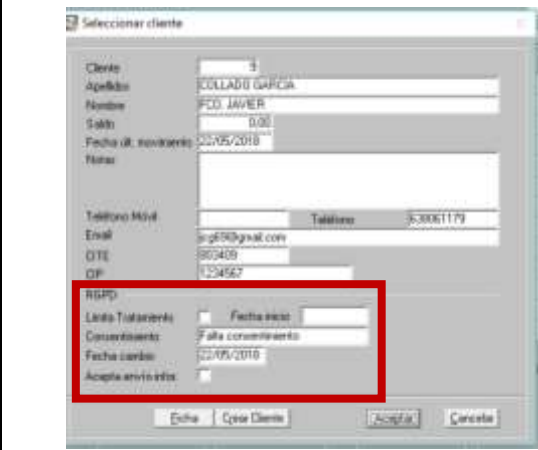 Seleccionar cliente
Cliente 9
Apellidos COLLADO GARCIA
Nombre FCO. JAVIER
Saldo 0,00
Fecha últ. movimiento 22/05/2018
Notas
Teléfono Móvil Teléfono
Email
DTE
CIP 1234567
RGPD
Limita Tratamiento Fecha inicio
Consentimiento Falta consentimiento
Fecha cambio 22/05/2018
Acepta envío infor.
Ficha Crear Cliente Aceptar Cancelar